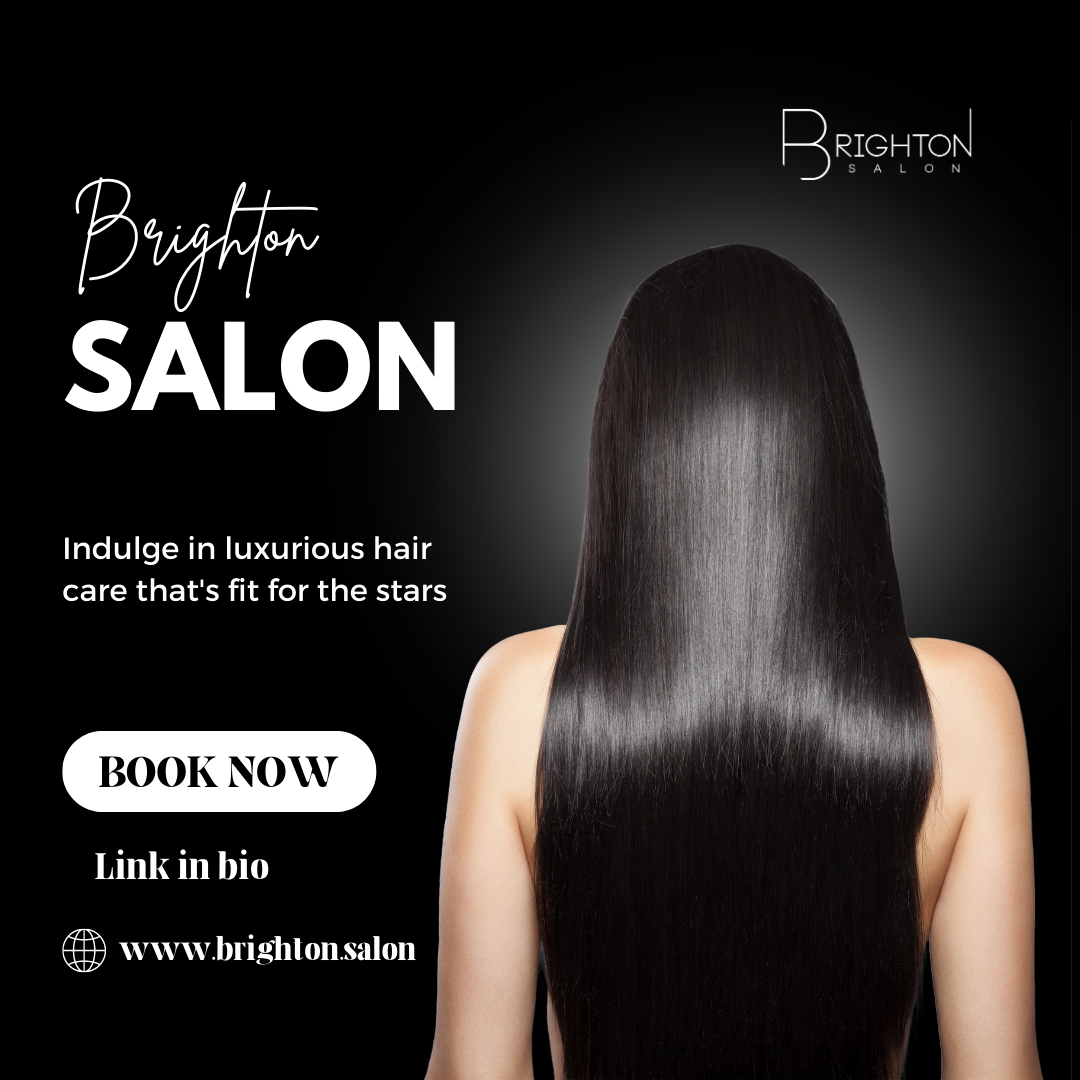 BRIGHTON
SALON
Brighton
SALON
Indulge in luxurious hair
care that's fit for the stars
BOOK NOW
Link in bio
www.brighton.salon